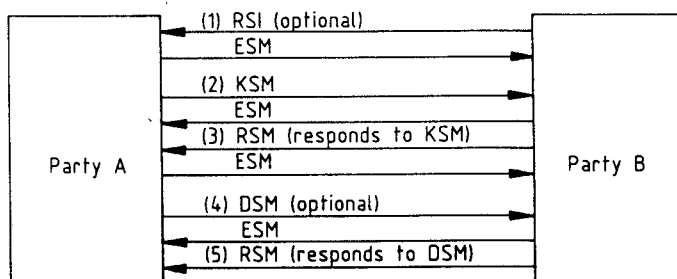 (1) RSI (optional)
ESM
(2) KSM
ESM
(3) RSM (responds to KSM)
ESM
Party A
Party B
(4) DSM (optional)
ESM
(5) RSM (responds to DSM)